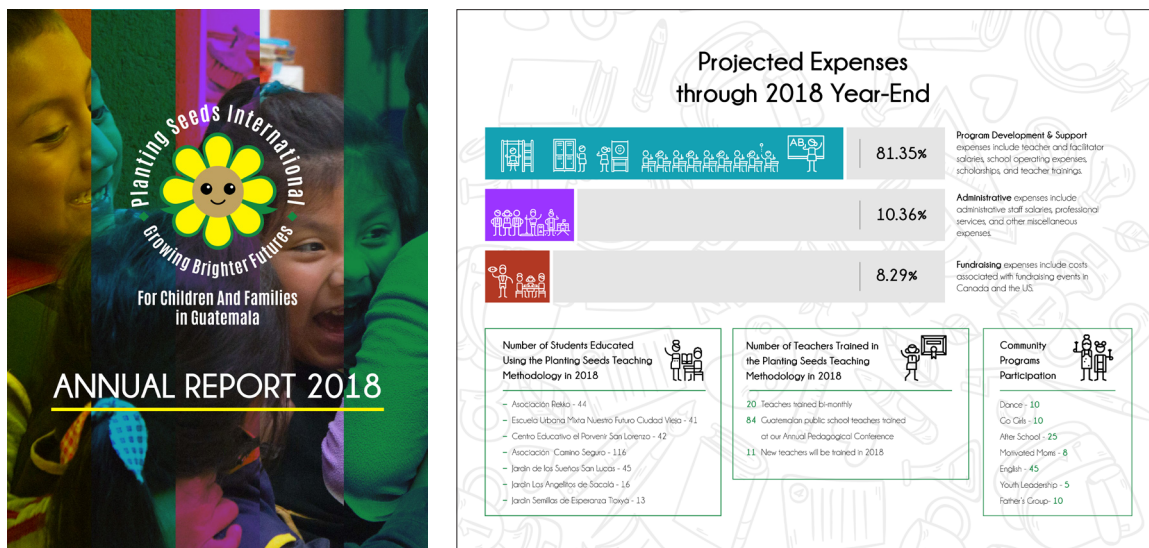 Planting Seeds International
Growing Brighter Futures
For Children And Families
in Guatemala
ANNUAL REPORT 2018
Projected Expenses
through 2018 Year-End
AB
81.35%
Program Development & Support
expenses include teacher and facilitator
salaries, school operating expenses,
scholarships, and teacher trainings.
10.36%
Administrative expenses include
administrative staff salaries, professional
services, and other miscellaneous
expenses.
8.29%
Fundraising expenses include costs
associated with fundraising events in
Canada and the US.
Number of Students Educated
Using the Planting Seeds Teaching
Methodology in 2018
– Asociación Rekko - 44
– Escuela Urbana Mixta Nuestro Futuro Ciudad Vieja - 41
– Centro Educativo el Porvenir San Lorenzo - 42
– Asociación Camino Seguro - 116
– Jardín de los Sueños San Lucas - 45
– Jardín Los Angelitos de Sacalá - 16
– Jardín Semillas de Esperanza Tioxyá - 13
Number of Teachers Trained in
the Planting Seeds Teaching
Methodology in 2018
20 Teachers trained bi-monthly
84 Guatemalan public school teachers trained
at our Annual Pedagogical Conference
11 New teachers will be trained in 2018
Community
Programs
Participation
Dance - 10
Go Girls - 10
After School - 25
Motivated Moms - 8
English - 45
Youth Leadership - 5
Father's Group- 10